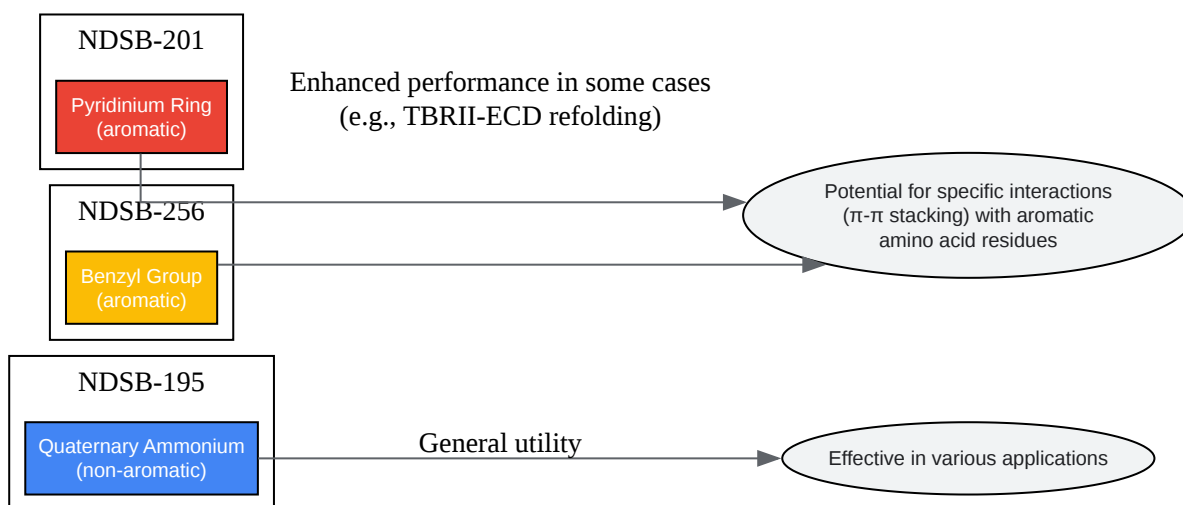 NDSB-201
Pyridinium Ring
(aromatic)
Enhanced performance in some cases
(e.g., TBRII-ECD refolding)
NDSB-256
Benzyl Group
(aromatic)
Potential for specific interactions
(π-π stacking) with aromatic
amino acid residues
NDSB-195
Quaternary Ammonium
(non-aromatic)
General utility
Effective in various applications